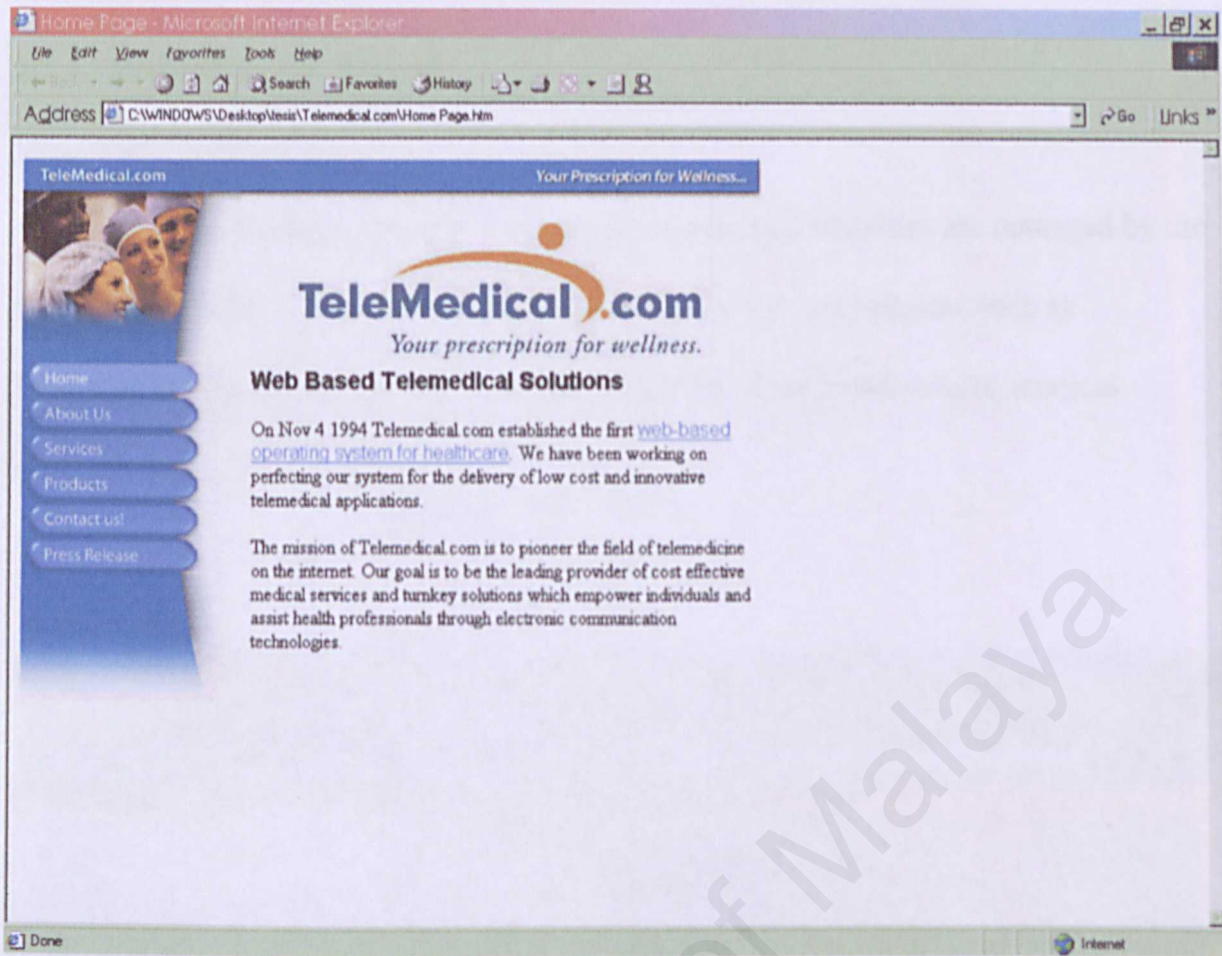 Home Page - Microsoft Internet Explorer
File Edit View Favorites Tools Help
Back Search Favorites History
Address C:\WINDOWS\Desktop\tesis\Telemedical.com\Home Page.htm Go Links »
TeleMedical.com Your Prescription for Wellness...
TeleMedical.com
Your prescription for wellness.
Home
About Us
Services
Products
Contact us!
Press Release
Web Based Telemedical Solutions
On Nov 4 1994 Telemedical.com established the first web-based
operating system for healthcare. We have been working on
perfecting our system for the delivery of low cost and innovative
telemedical applications.
The mission of Telemedical.com is to pioneer the field of telemedicine
on the internet. Our goal is to be the leading provider of cost effective
medical services and turnkey solutions which empower individuals and
assist health professionals through electronic communication
technologies.
of Malaya
Done Internet